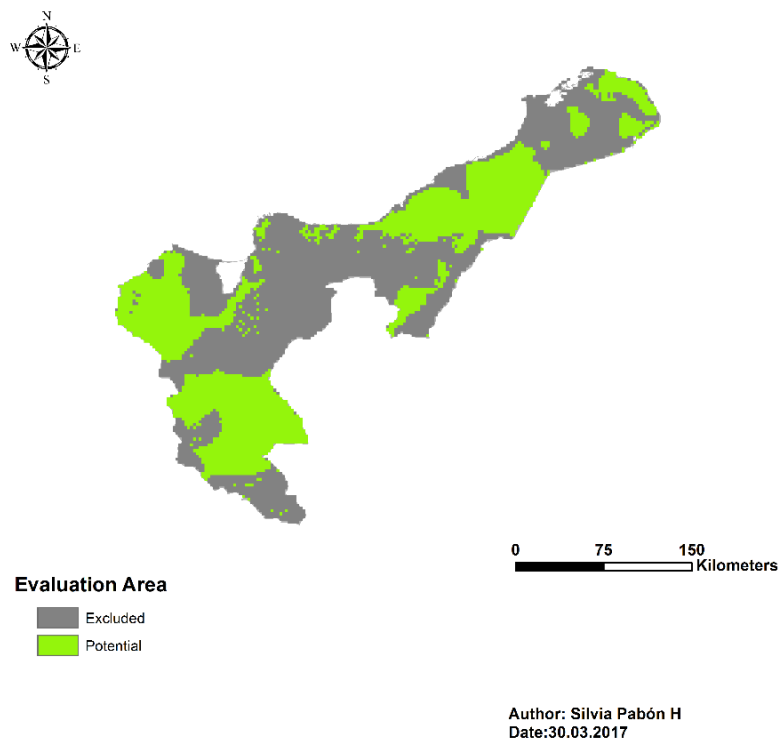 N
W E
S
0 75 150
Kilometers
Evaluation Area
Excluded
Potential
Author: Silvia Pabón H
Date:30.03.2017